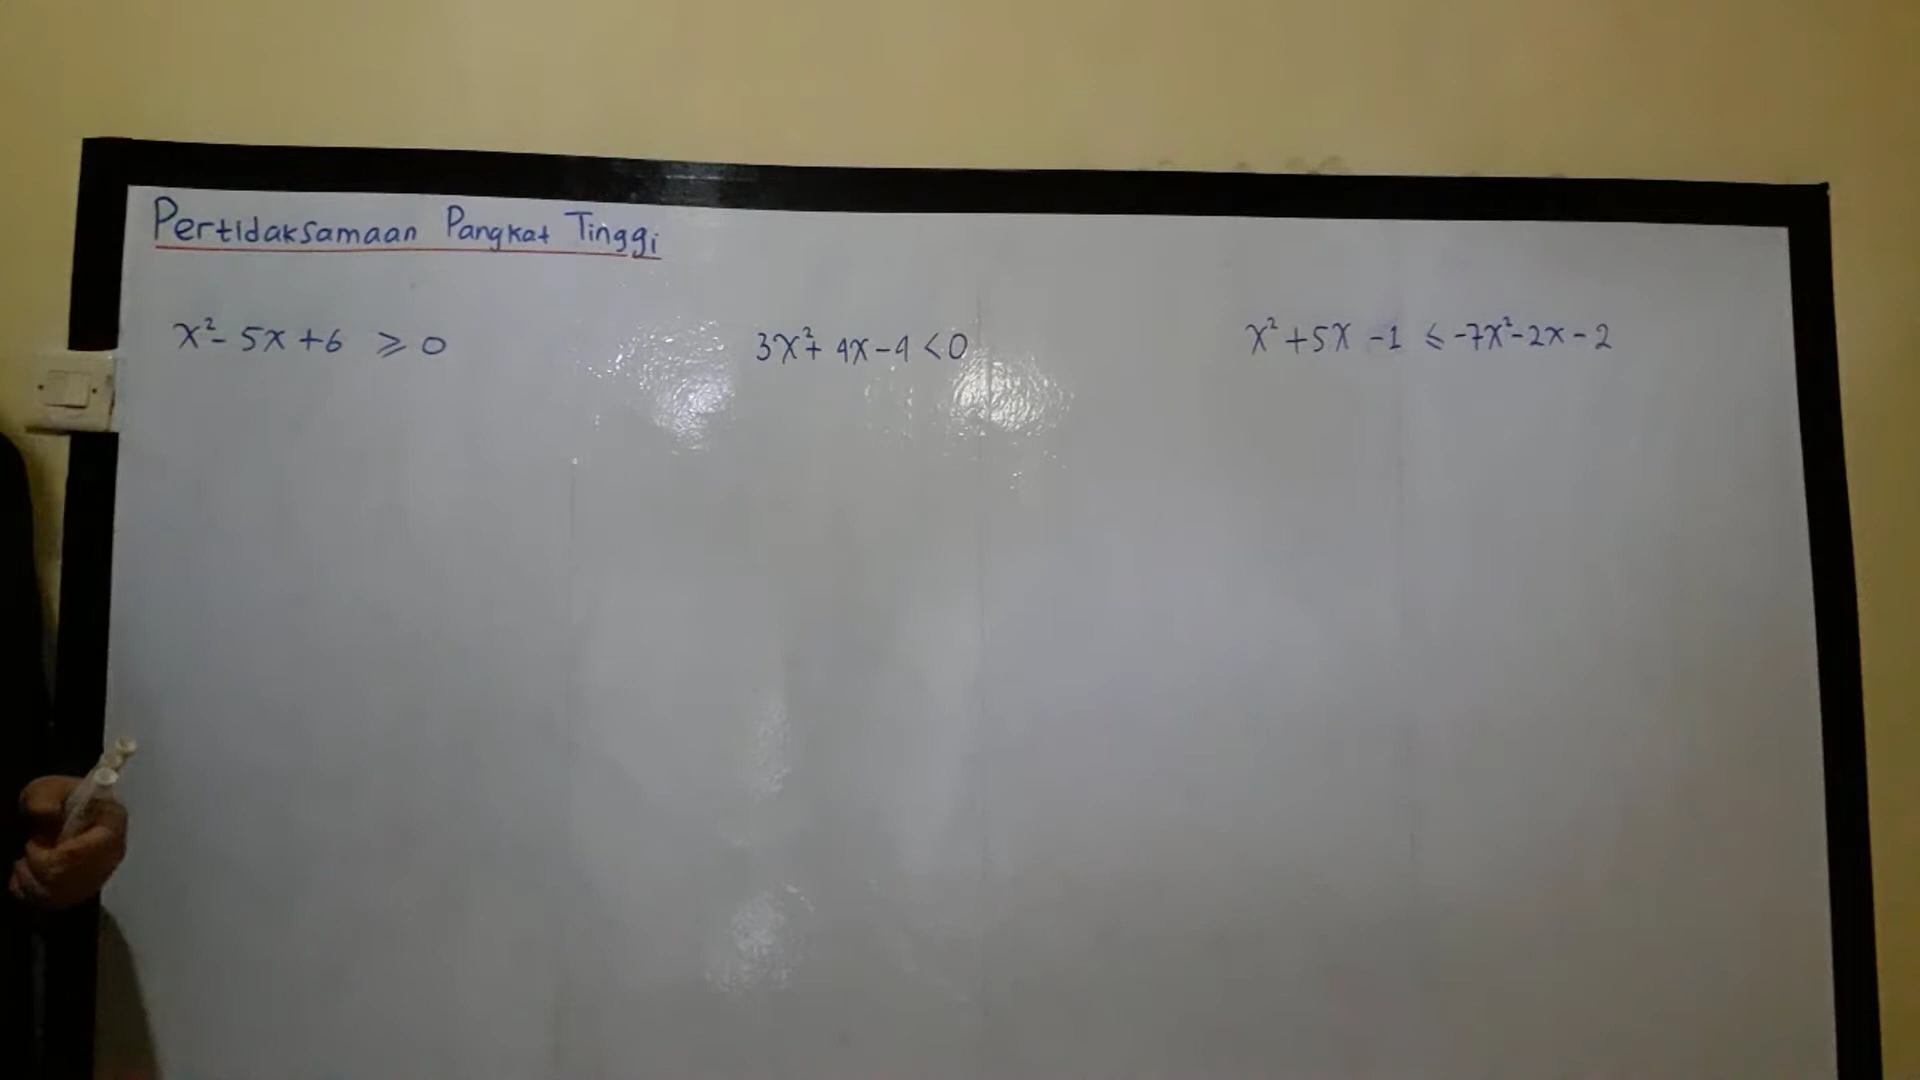 Pertidaksamaan Pangkat Tinggi
x² - 5x + 6 ⩾ 0
3x² + 4x - 4 < 0
x² + 5x - 1 ⩽ -7x² - 2x - 2